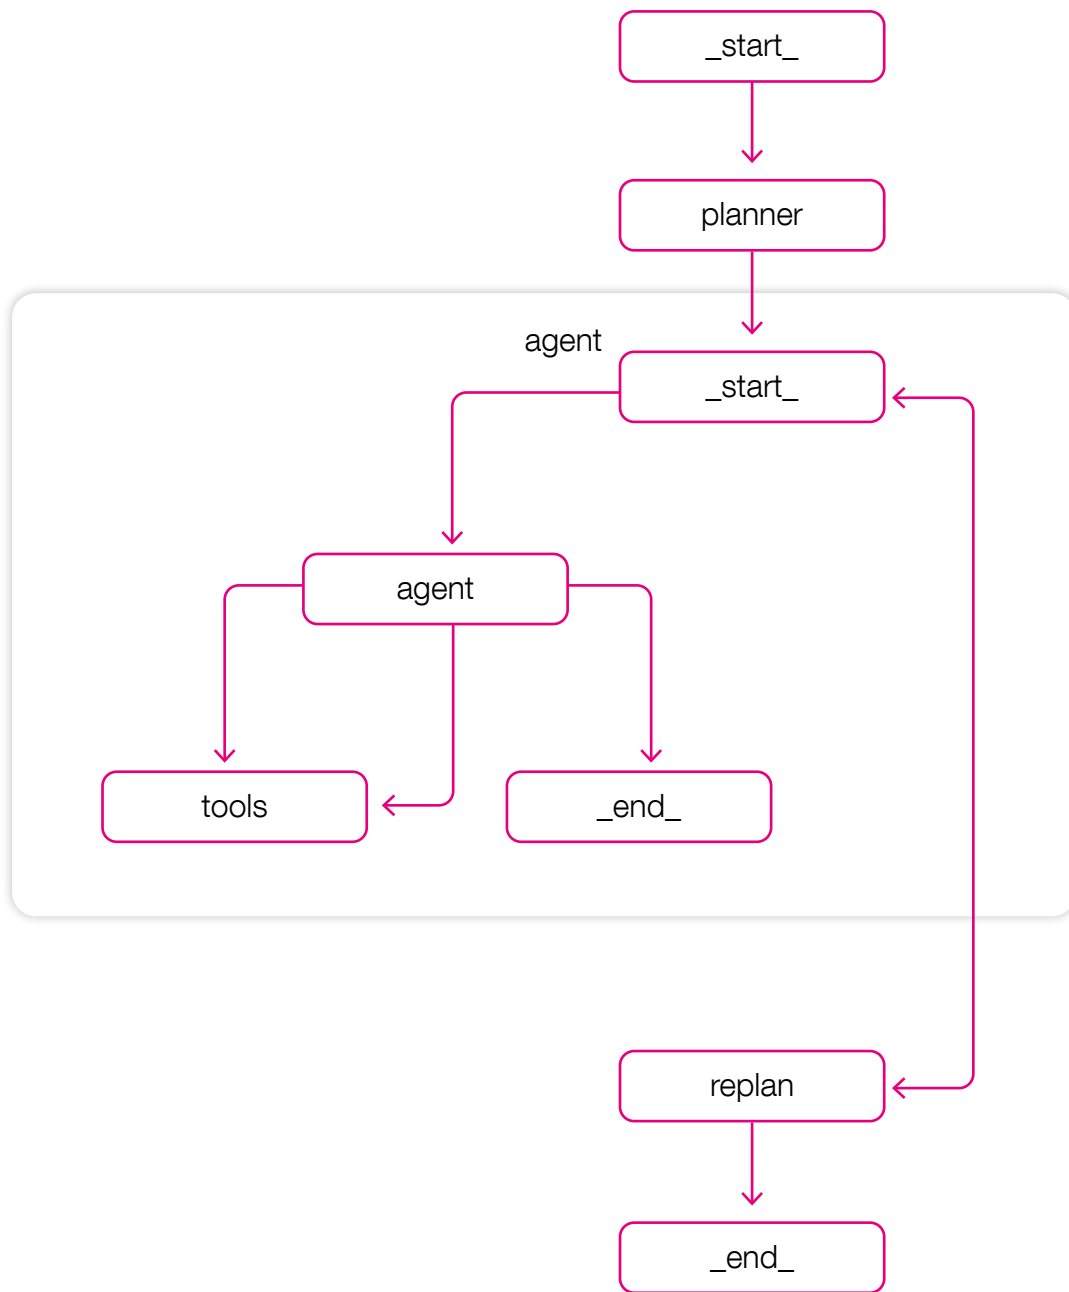 _start_
planner
agent
_start_
agent
tools
_end_
replan
_end_